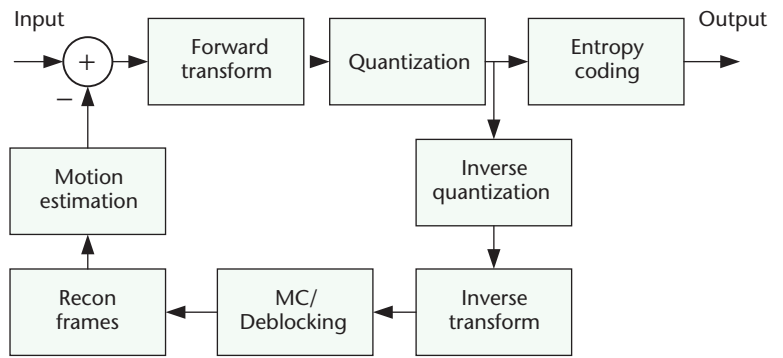 Input
Output
+
−
Forward
transform
Quantization
Entropy
coding
Motion
estimation
Inverse
quantization
Recon
frames
MC/
Deblocking
Inverse
transform